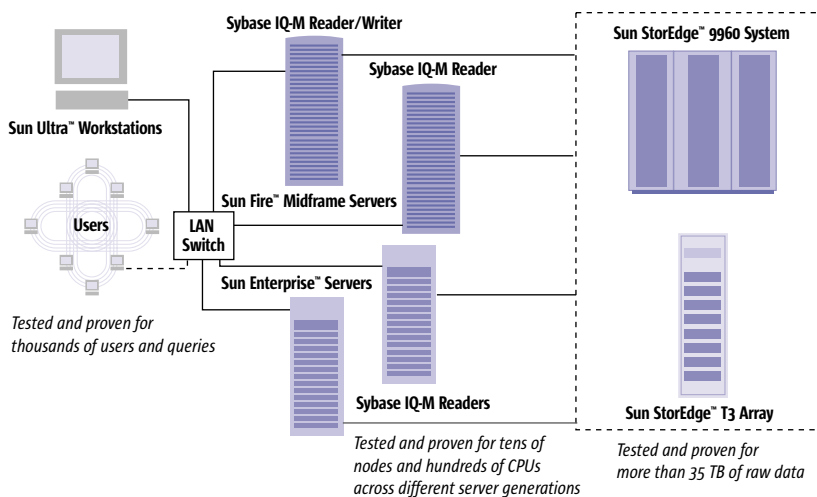 Sybase IQ-M Reader/Writer
Sun StorEdge™ 9960 System
Sybase IQ-M Reader
Sun Ultra™ Workstations
Sun Fire™ Midframe Servers
Users
LAN
Switch
Sun Enterprise™ Servers
Tested and proven for
thousands of users and queries
Sybase IQ-M Readers
Sun StorEdge™ T3 Array
Tested and proven for tens of
nodes and hundreds of CPUs
across different server generations
Tested and proven for
more than 35 TB of raw data